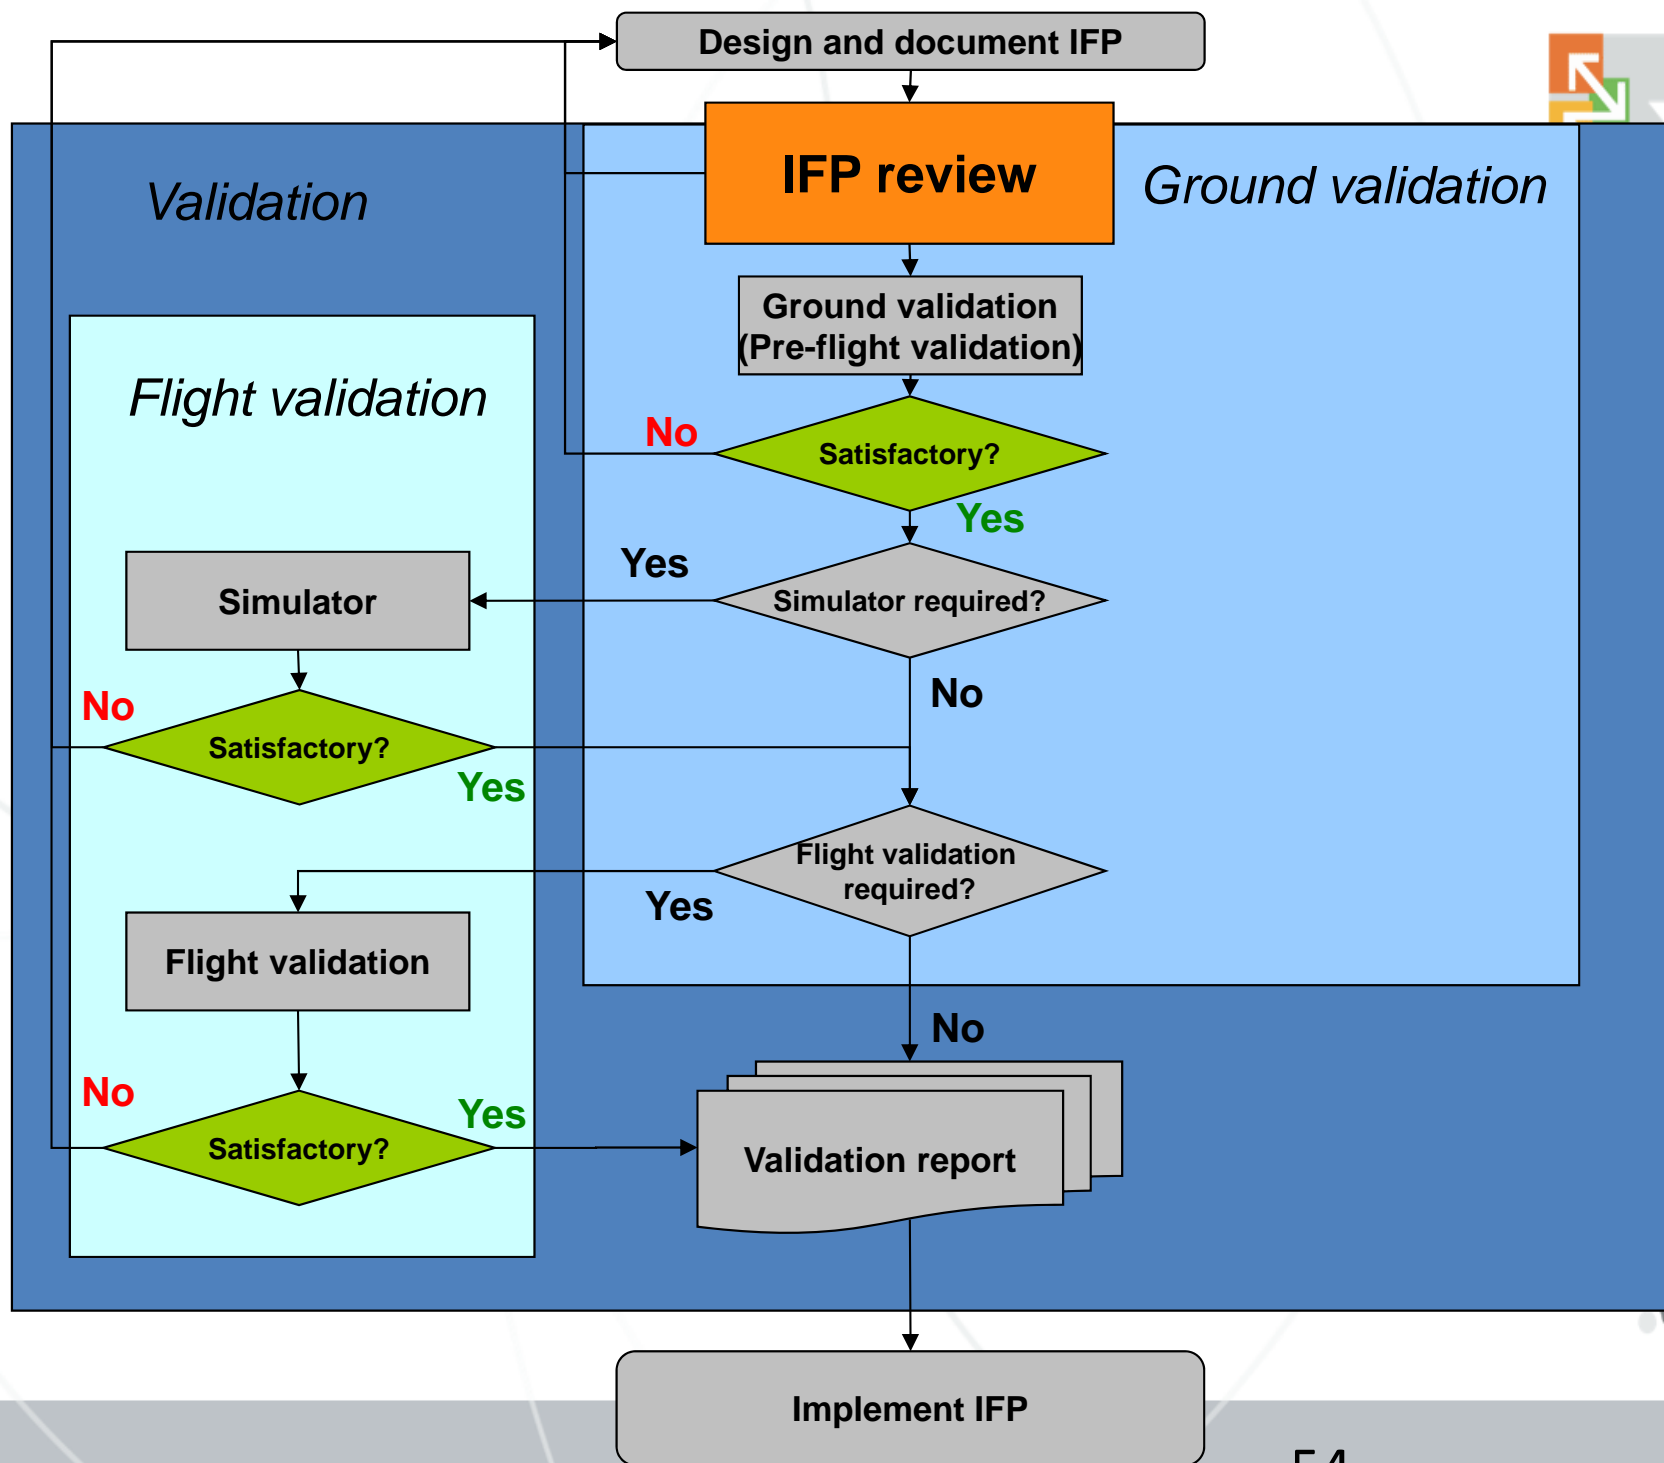 Design and document IFP
IFP review
Ground validation
Validation
Ground validation
(Pre-flight validation)
Flight validation
No
Satisfactory?
Yes
Yes
Simulator required?
Simulator
No
No
Satisfactory?
Yes
Flight validation
required?
Yes
Flight validation
No
No
Yes
Satisfactory?
Validation report
Implement IFP
54